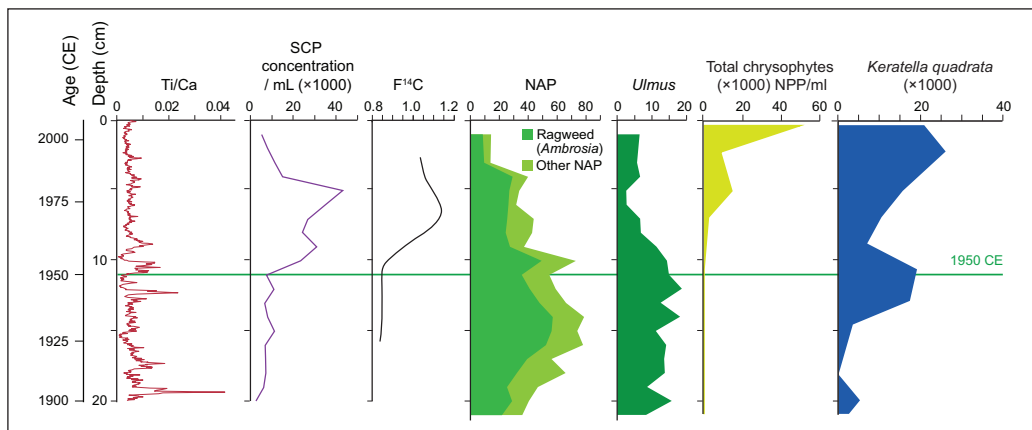 Age (CE)
Depth (cm)
Ti/Ca
SCP
concentration
/ mL (×1000)
F¹⁴C
NAP
Ulmus
Total chrysophytes
(×1000) NPP/ml
Keratella quadrata
(×1000)
0 0.02 0.04
0 20 40
0.8 1.0 1.2
0 20 40 60 80
0 10 20
0 20 40 60
0 20 40
0
2000
Ragweed
(Ambrosia)
Other NAP
1975
10
1950
1950 CE
1925
1900
20